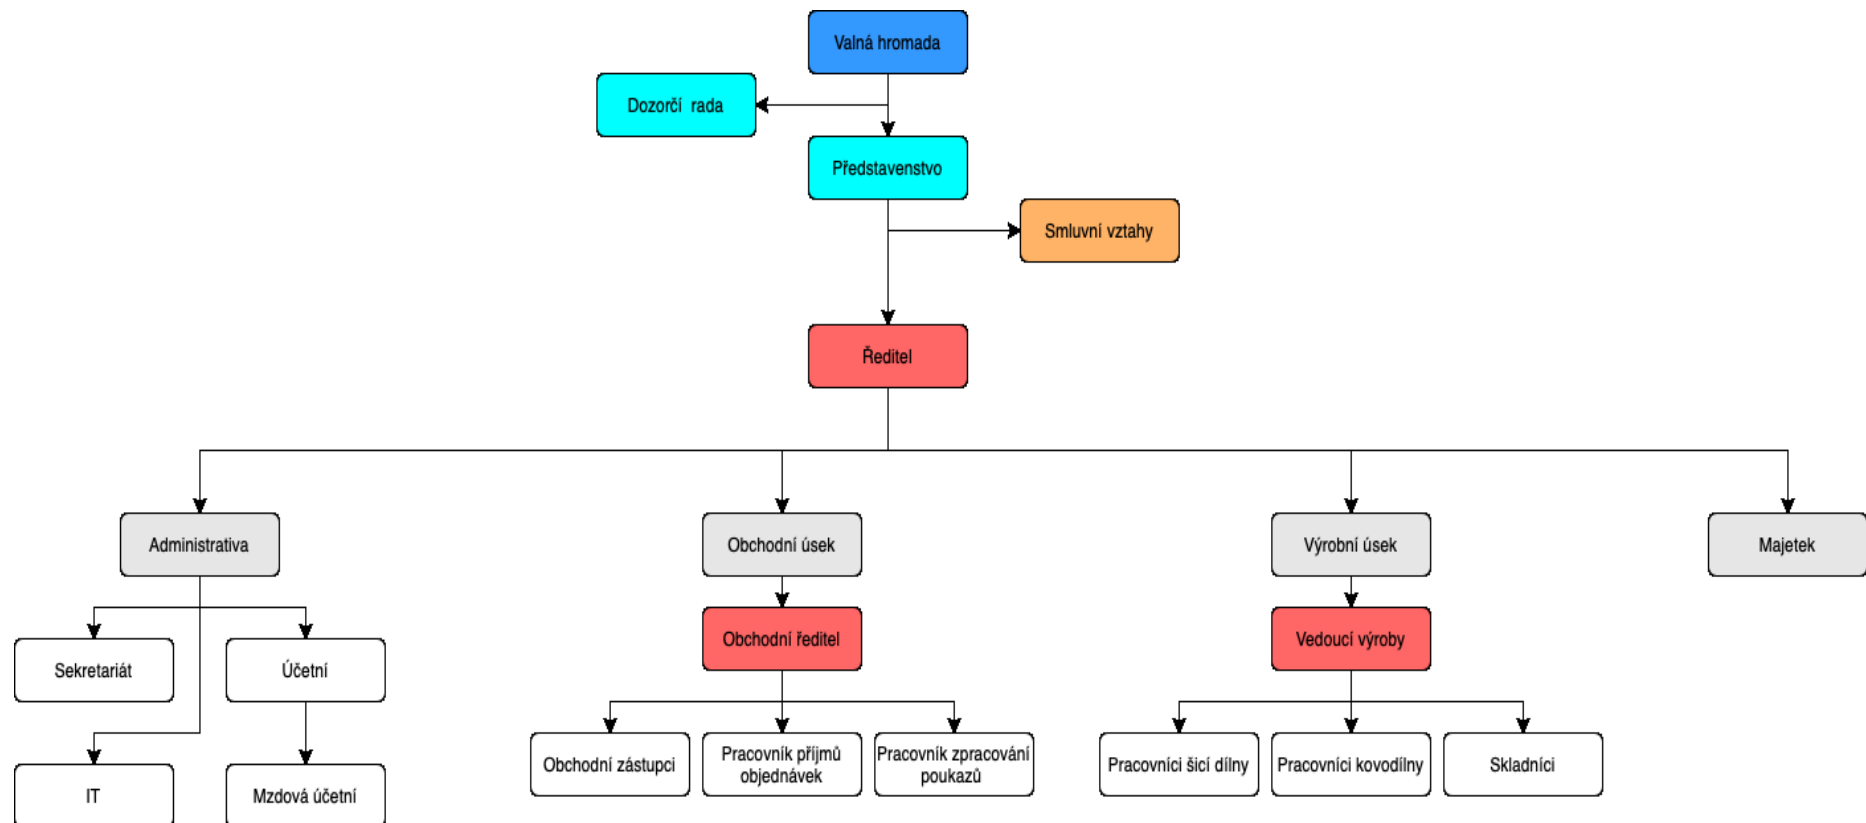 Valná hromada
Dozorčí rada
Představenstvo
Smluvní vztahy
Ředitel
Administrativa
Obchodní úsek
Výrobní úsek
Majetek
Sekretariát
Účetní
Obchodní ředitel
Vedoucí výroby
IT
Mzdová účetní
Obchodní zástupci
Pracovník příjmů
objednávek
Pracovník zpracování
poukazů
Pracovníci šicí dílny
Pracovníci kovodílny
Skladníci